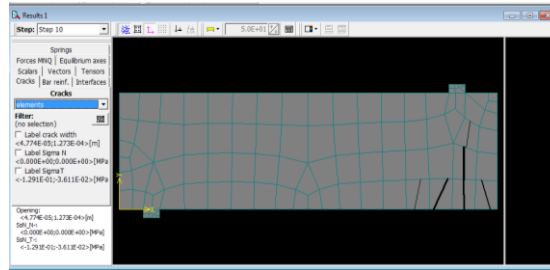 Results 1
Step: Step 10
5.0E+01
Springs
Forces MNQ Equilibrium axes
Scalars Vectors Tensors
Cracks Bar reinf. Interfaces
Cracks
elements
Filter:
(no selection)
Label crack width
<4.774E-05;1.273E-04>[m]
Label Sigma N
<0.000E+00;0.000E+00>[MPa
Label SigmaT
<-1.291E-01;-3.611E-02>[MPa
Opening:
<4.774E-05;1.273E-04>[m]
SsN_N-:
<0.000E+00;0.000E+00>[MPa]
SsN_T-:
<-1.291E-01;-3.611E-02>[MPa]